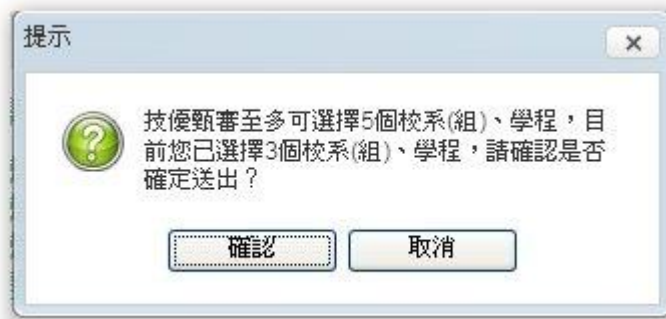 提示
技優甄審至多可選擇5個校系(組)、學程，目
前您已選擇3個校系(組)、學程，請確認是否
確定送出？
確認
取消